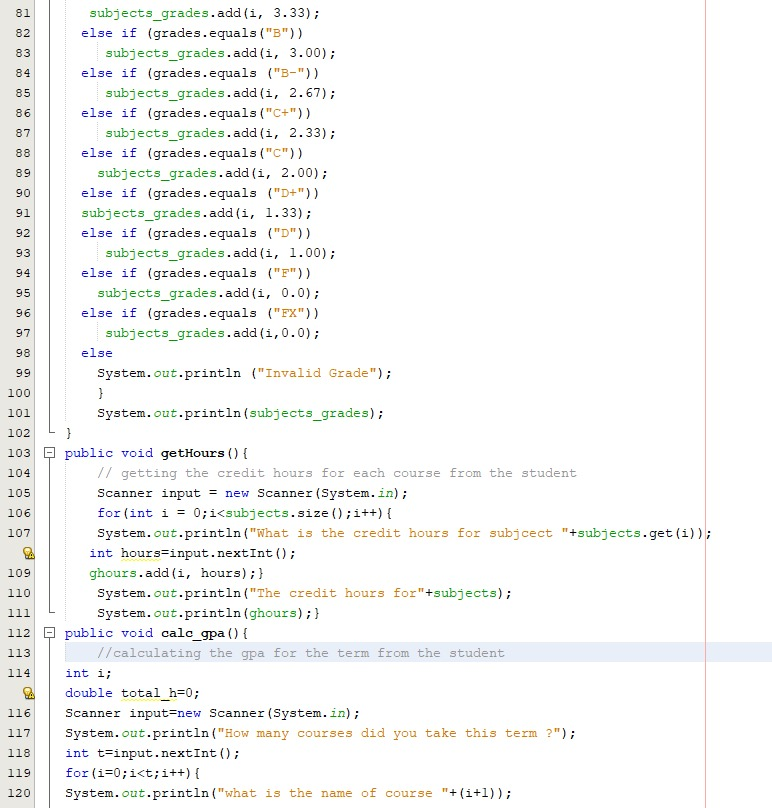 81 subjects_grades.add(i, 3.33);
82 else if (grades.equals("B"))
83 subjects_grades.add(i, 3.00);
84 else if (grades.equals ("B-"))
85 subjects_grades.add(i, 2.67);
86 else if (grades.equals("C+"))
87 subjects_grades.add(i, 2.33);
88 else if (grades.equals("C"))
89 subjects_grades.add(i, 2.00);
90 else if (grades.equals ("D+"))
91 subjects_grades.add(i, 1.33);
92 else if (grades.equals ("D"))
93 subjects_grades.add(i, 1.00);
94 else if (grades.equals ("F"))
95 subjects_grades.add(i, 0.0);
96 else if (grades.equals ("FX"))
97 subjects_grades.add(i,0.0);
98 else
99 System.out.println ("Invalid Grade");
100 }
101 System.out.println(subjects_grades);
102 }
103 public void getHours(){
104 // getting the credit hours for each course from the student
105 Scanner input = new Scanner(System.in);
106 for(int i = 0;i<subjects.size();i++){
107 System.out.println("What is the credit hours for subjcect "+subjects.get(i));
int hours=input.nextInt();
109 ghours.add(i, hours);}
110 System.out.println("The credit hours for"+subjects);
111 System.out.println(ghours);}
112 public void calc_gpa(){
113 //calculating the gpa for the term from the student
114 int i;
double total_h=0;
116 Scanner input=new Scanner(System.in);
117 System.out.println("How many courses did you take this term ?");
118 int t=input.nextInt();
119 for(i=0;i<t;i++){
120 System.out.println("what is the name of course "+(i+1));